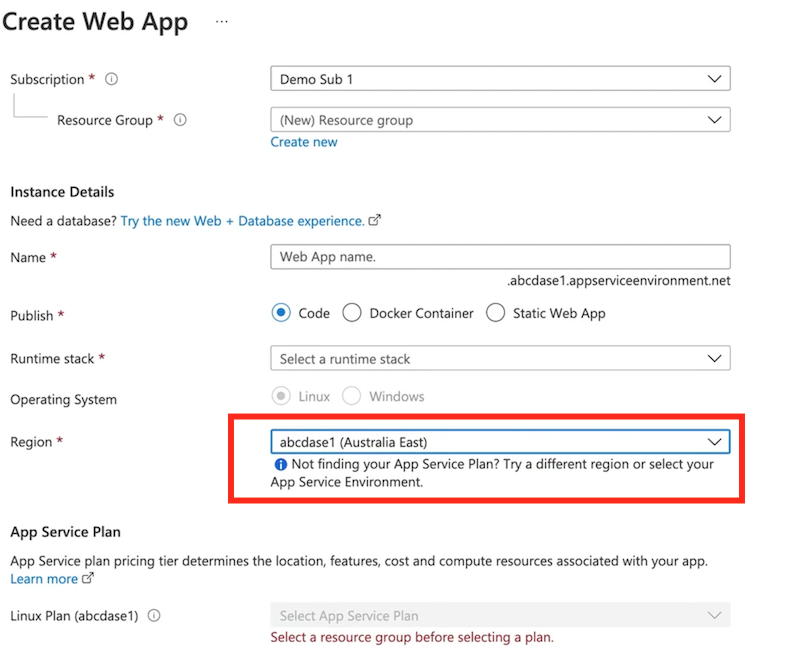 Create Web App ...
Subscription * Demo Sub 1
Resource Group * (New) Resource group
Create new
Instance Details
Need a database? Try the new Web + Database experience.
Name * Web App name.
.abcdase1.appserviceenvironment.net
Publish * Code Docker Container Static Web App
Runtime stack * Select a runtime stack
Operating System Linux Windows
Region * abcdase1 (Australia East)
Not finding your App Service Plan? Try a different region or select your
App Service Environment.
App Service Plan
App Service plan pricing tier determines the location, features, cost and compute resources associated with your app.
Learn more
Linux Plan (abcdase1) Select App Service Plan
Select a resource group before selecting a plan.